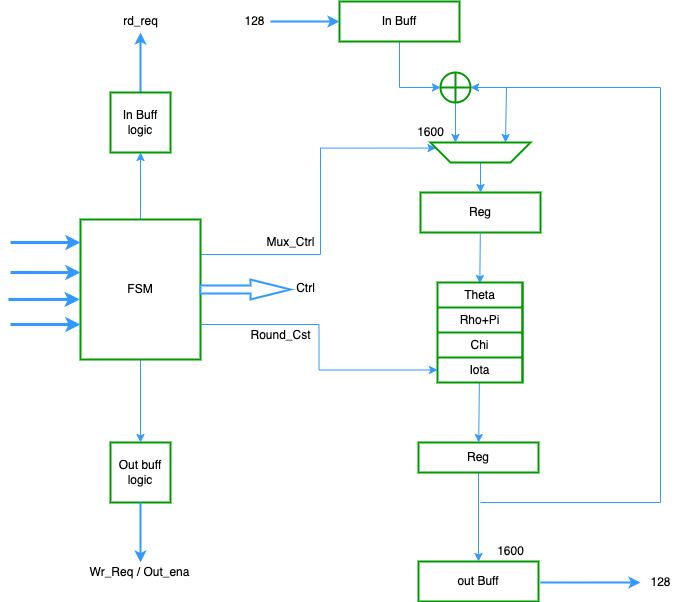 rd_req
128
In Buff
In Buff
logic
1600
Mux_Ctrl
Reg
FSM
Ctrl
Theta
Rho+Pi
Round_Cst
Chi
Iota
Reg
Out buff
logic
1600
Wr_Req / Out_ena
out Buff
128